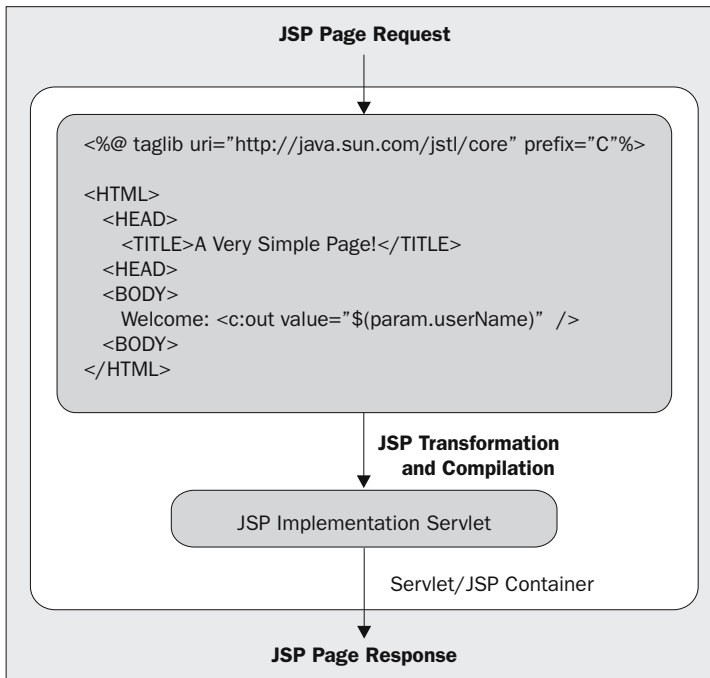 JSP Page Request
<%@ taglib uri=”http://java.sun.com/jstl/core” prefix=”C”%>
<HTML>
<HEAD>
<TITLE>A Very Simple Page!</TITLE>
<HEAD>
<BODY>
Welcome: <c:out value=”$(param.userName)” />
<BODY>
</HTML>
JSP Transformation
and Compilation
JSP Implementation Servlet
Servlet/JSP Container
JSP Page Response